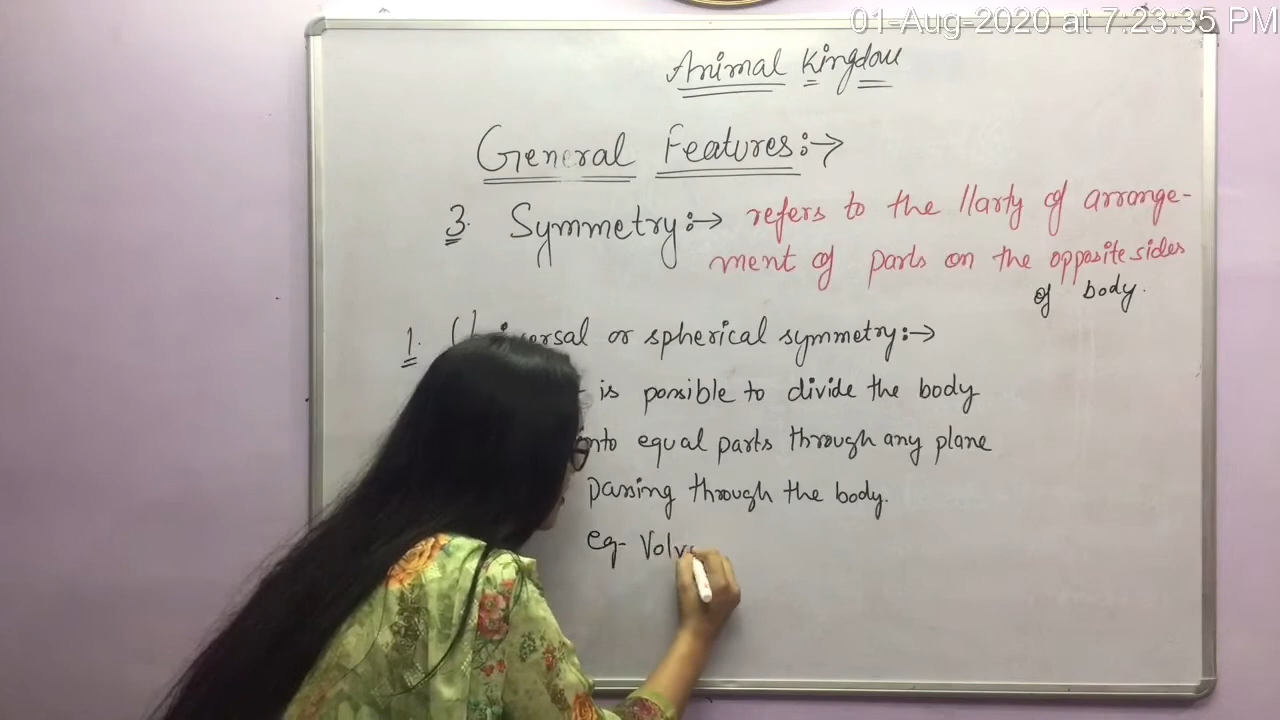 01-Aug-2020 at 7:23:35 PM
Animal Kingdom
General Features:→
3. Symmetry:→ refers to the llarty of arrange-
ment of parts on the opposite sides
of body.
1. Universal or spherical symmetry:→
is possible to divide the body
into equal parts through any plane
passing through the body.
eg- Volv